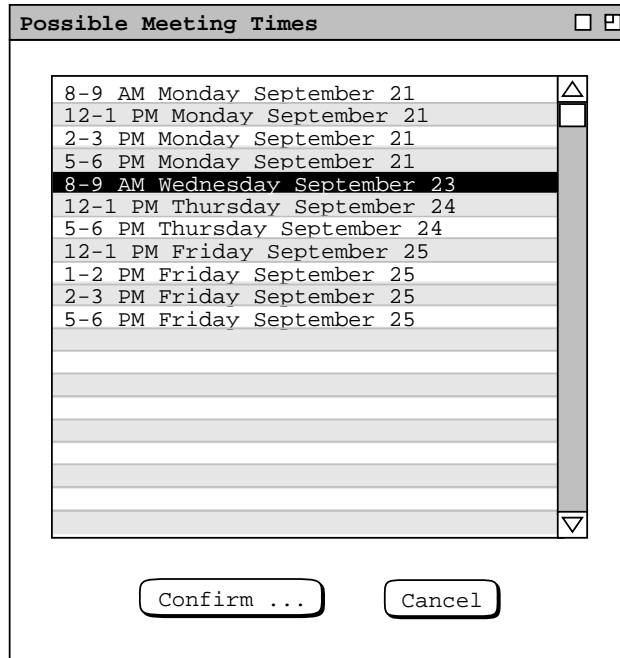 Possible Meeting Times
8-9 AM Monday September 21
12-1 PM Monday September 21
2-3 PM Monday September 21
5-6 PM Monday September 21
8-9 AM Wednesday September 23
12-1 PM Thursday September 24
5-6 PM Thursday September 24
12-1 PM Friday September 25
1-2 PM Friday September 25
2-3 PM Friday September 25
5-6 PM Friday September 25
Confirm ... Cancel